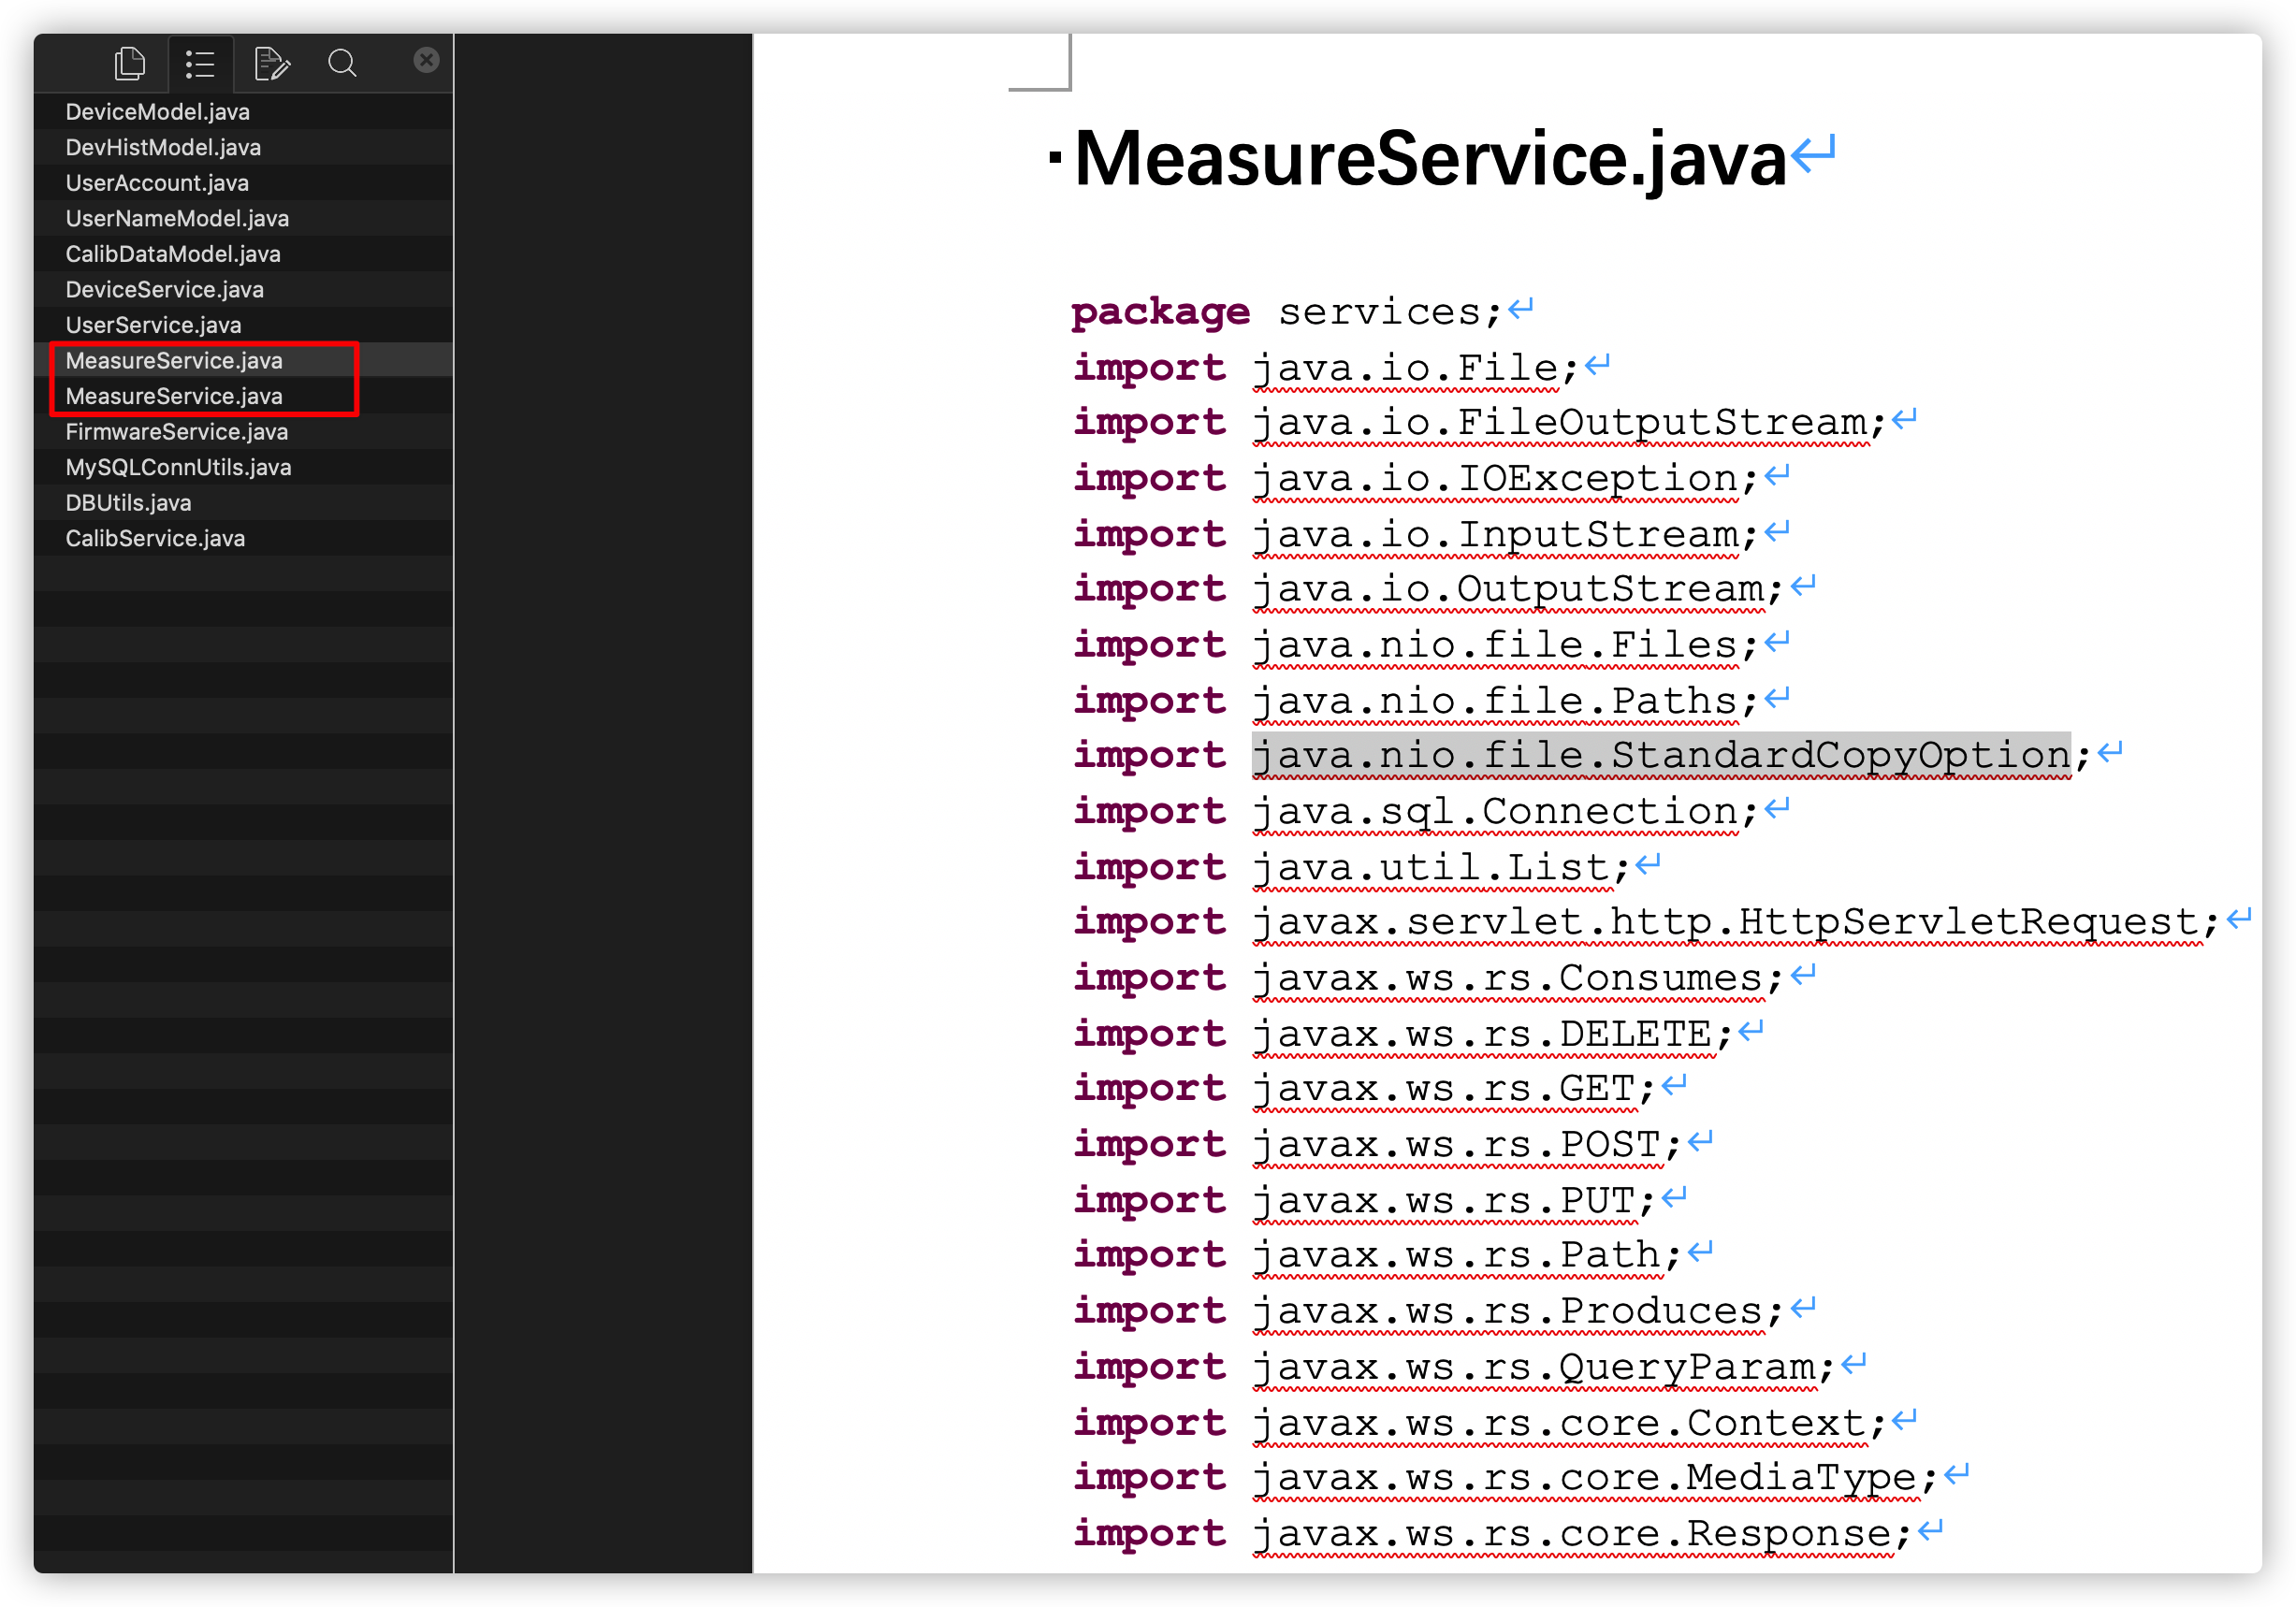 DeviceModel.java
DevHistModel.java
UserAccount.java
UserNameModel.java
CalibDataModel.java
DeviceService.java
UserService.java
MeasureService.java
MeasureService.java
FirmwareService.java
MySQLConnUtils.java
DBUtils.java
CalibService.java
MeasureService.java
package services;
import java.io.File;
import java.io.FileOutputStream;
import java.io.IOException;
import java.io.InputStream;
import java.io.OutputStream;
import java.nio.file.Files;
import java.nio.file.Paths;
import java.nio.file.StandardCopyOption;
import java.sql.Connection;
import java.util.List;
import javax.servlet.http.HttpServletRequest;
import javax.ws.rs.Consumes;
import javax.ws.rs.DELETE;
import javax.ws.rs.GET;
import javax.ws.rs.POST;
import javax.ws.rs.PUT;
import javax.ws.rs.Path;
import javax.ws.rs.Produces;
import javax.ws.rs.QueryParam;
import javax.ws.rs.core.Context;
import javax.ws.rs.core.MediaType;
import javax.ws.rs.core.Response;